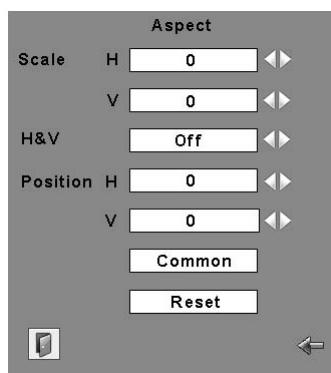 Aspect
Scale H 0
V 0
H&V Off
Position H 0
V 0
Common
Reset